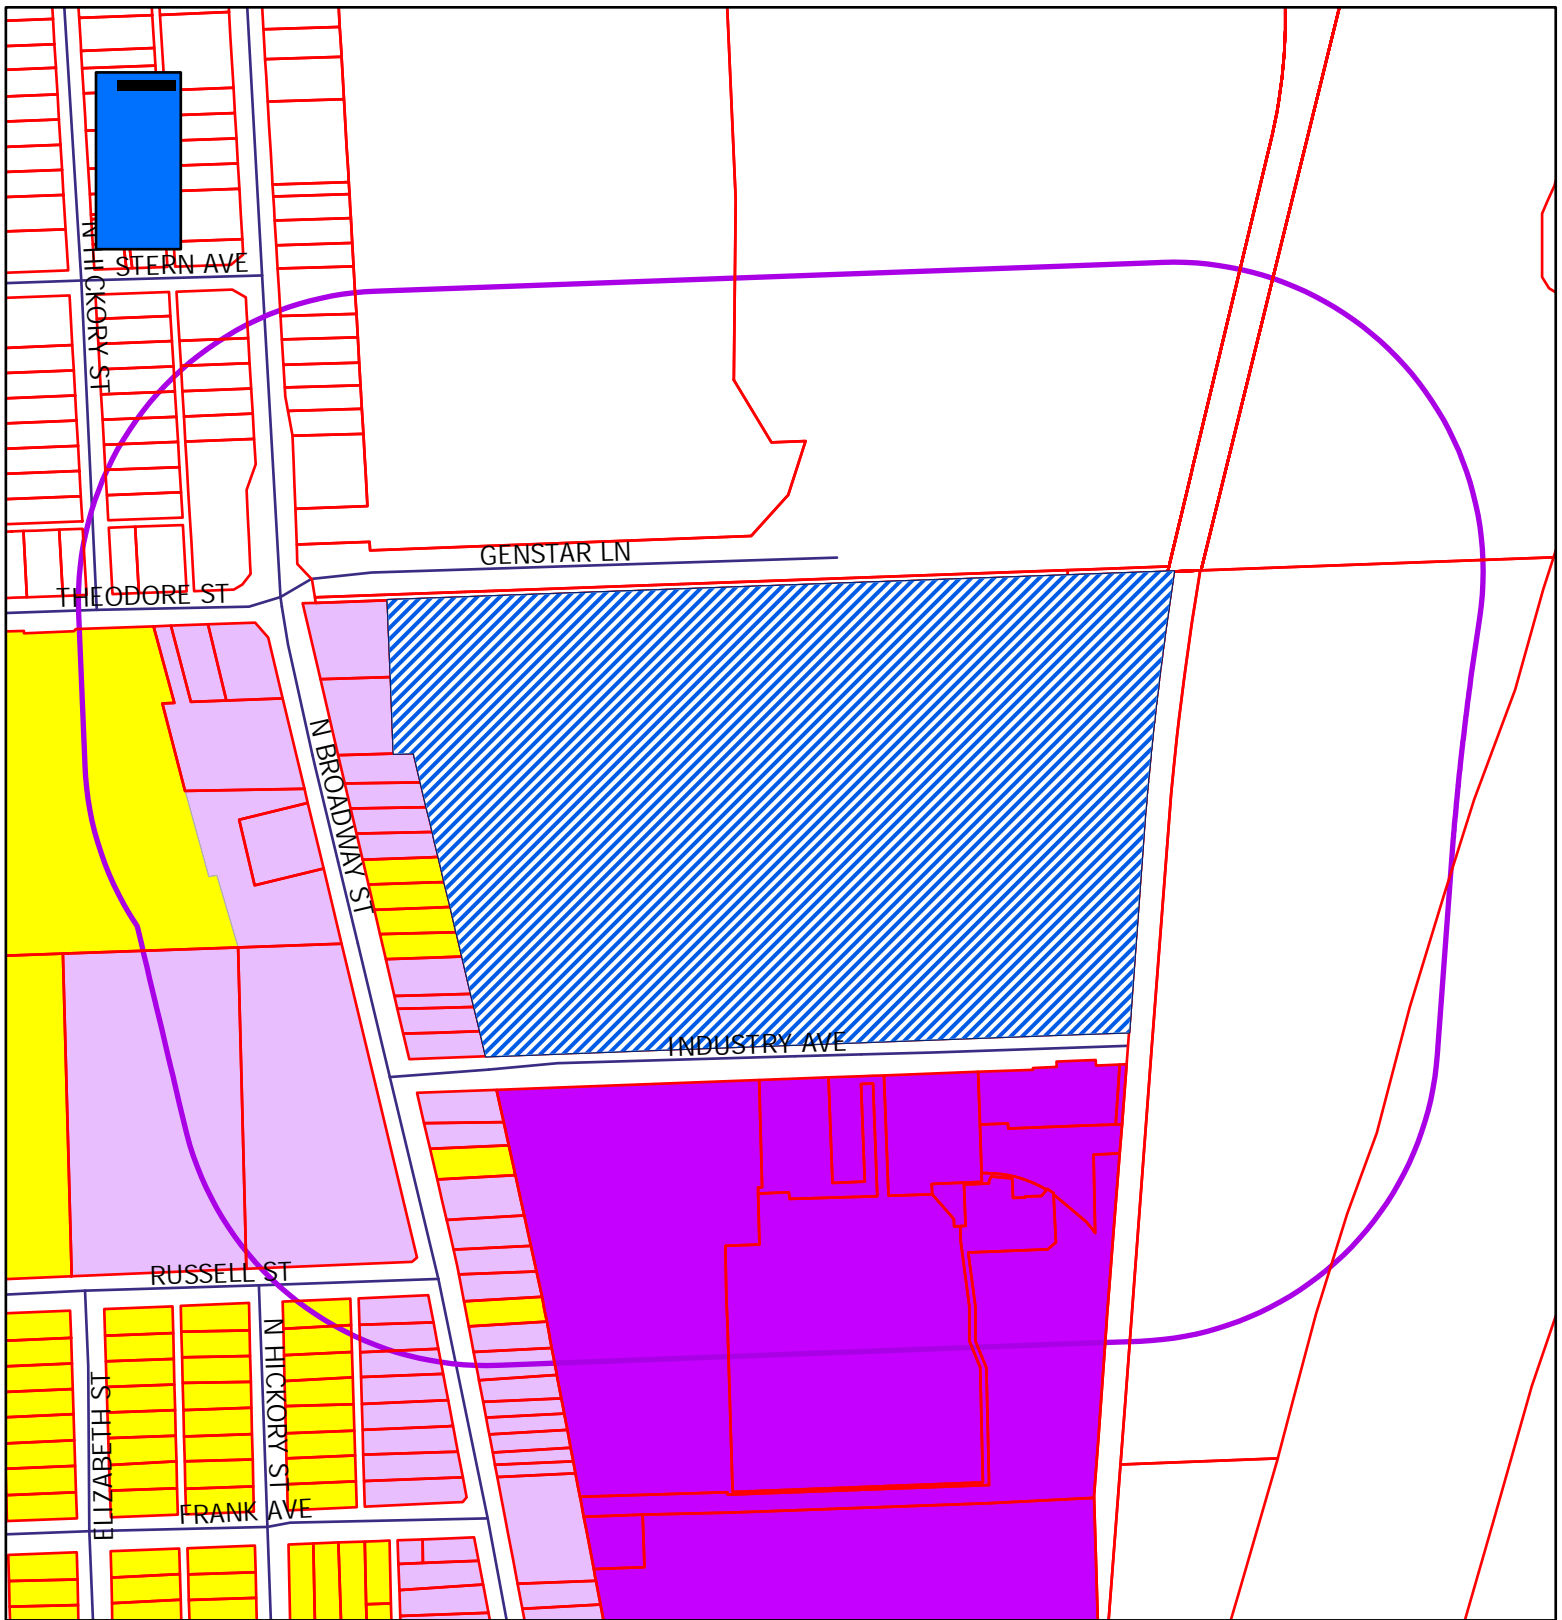 N HICKORY ST
STERN AVE
GENSTAR LN
THEODORE ST
N BROADWAY ST
INDUSTRY AVE
RUSSELL ST
N HICKORY ST
ELIZABETH ST
FRANK AVE